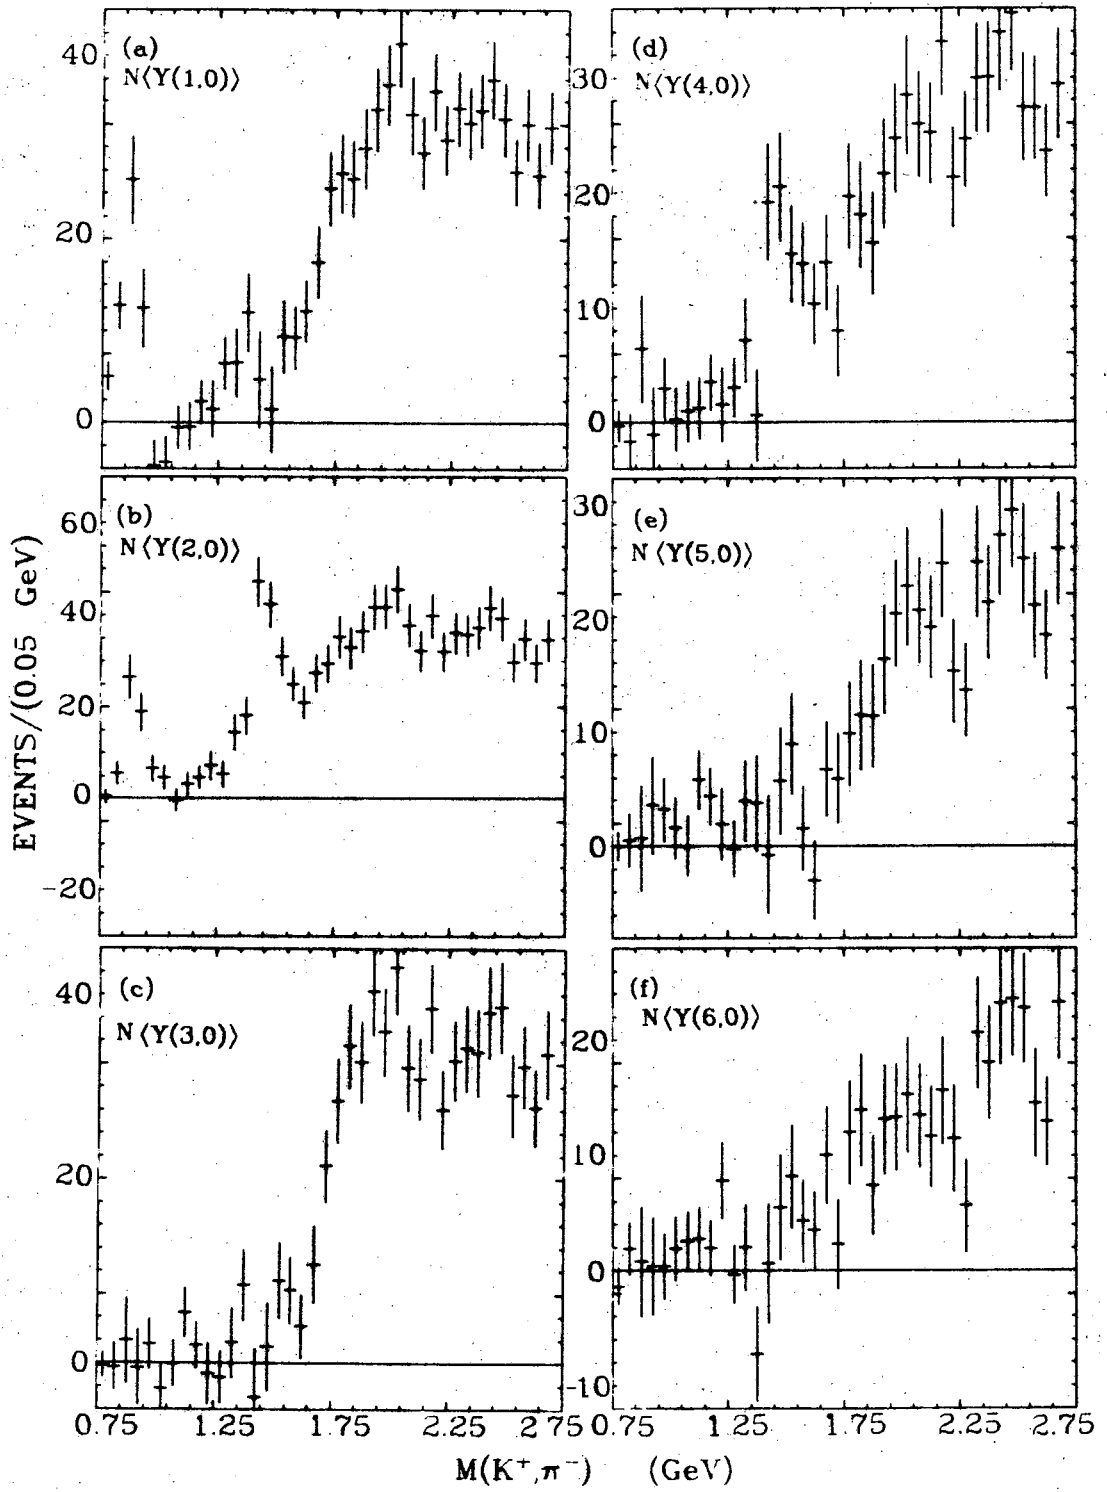 (a)
N⟨Y(1,0)⟩
40
20
0
(b)
N⟨Y(2,0)⟩
60
40
20
0
-20
(c)
N⟨Y(3,0)⟩
40
20
0
0.75 1.25 1.75 2.25 2.75
(d)
N⟨Y(4,0)⟩
30
20
10
0
(e)
N⟨Y(5,0)⟩
30
20
10
0
(f)
N⟨Y(6,0)⟩
20
10
0
-10
0.75 1.25 1.75 2.25 2.75
EVENTS/(0.05 GeV)
M(K⁺,π⁻) (GeV)